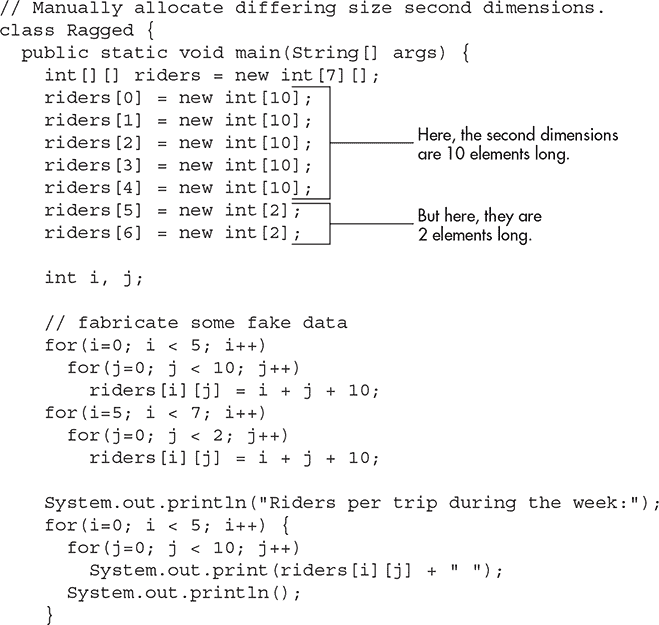 // Manually allocate differing size second dimensions.
class Ragged {
  public static void main(String[] args) {
    int[][] riders = new int[7][];
    riders[0] = new int[10];
    riders[1] = new int[10];
    riders[2] = new int[10];
    riders[3] = new int[10];
    riders[4] = new int[10];
Here, the second dimensions
are 10 elements long.
    riders[5] = new int[2];
    riders[6] = new int[2];
But here, they are
2 elements long.

    int i, j;

    // fabricate some fake data
    for(i=0; i < 5; i++)
      for(j=0; j < 10; j++)
        riders[i][j] = i + j + 10;
    for(i=5; i < 7; i++)
      for(j=0; j < 2; j++)
        riders[i][j] = i + j + 10;

    System.out.println("Riders per trip during the week:");
    for(i=0; i < 5; i++) {
      for(j=0; j < 10; j++)
        System.out.print(riders[i][j] + " ");
      System.out.println();
    }